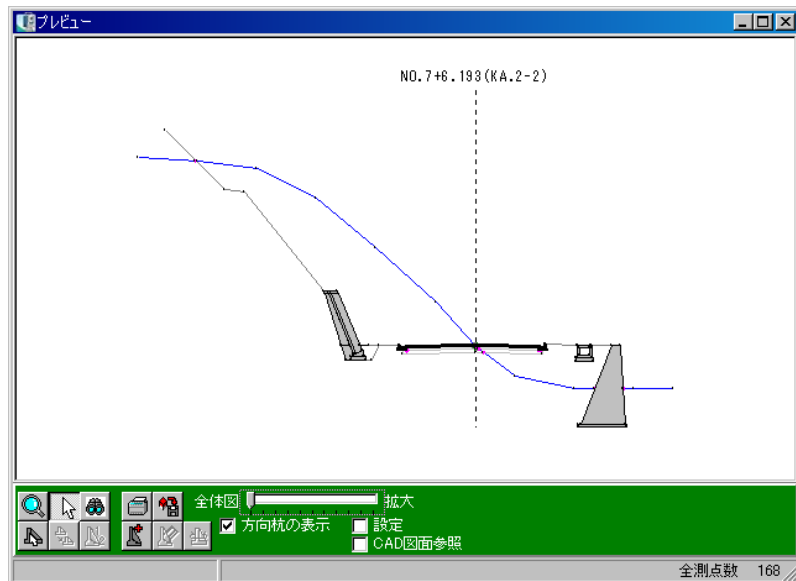 プレビュー
NO.7+6.193(KA.2-2)
全体図 拡大
方向杭の表示 設定
CAD図面参照
全測点数 168